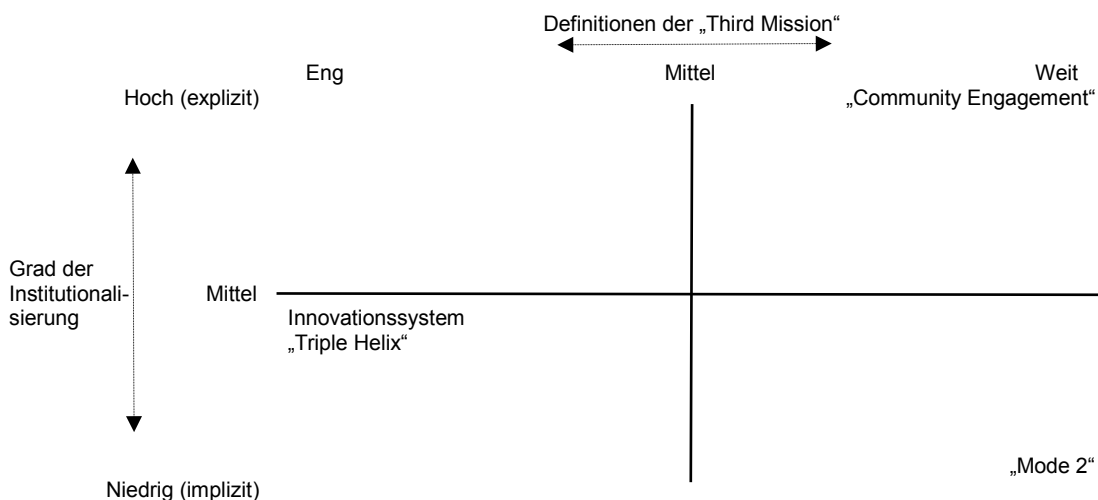 Definitionen der „Third Mission“
Eng
Mittel
Weit
Hoch (explizit)
„Community Engagement“
Grad der
Institutionali-
sierung
Mittel
Innovationssystem
„Triple Helix“
„Mode 2“
Niedrig (implizit)